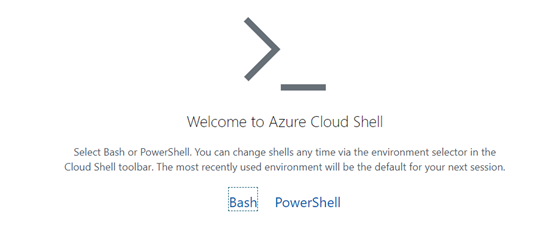 Welcome to Azure Cloud Shell
Select Bash or PowerShell. You can change shells any time via the environment selector in the
Cloud Shell toolbar. The most recently used environment will be the default for your next session.
Bash PowerShell